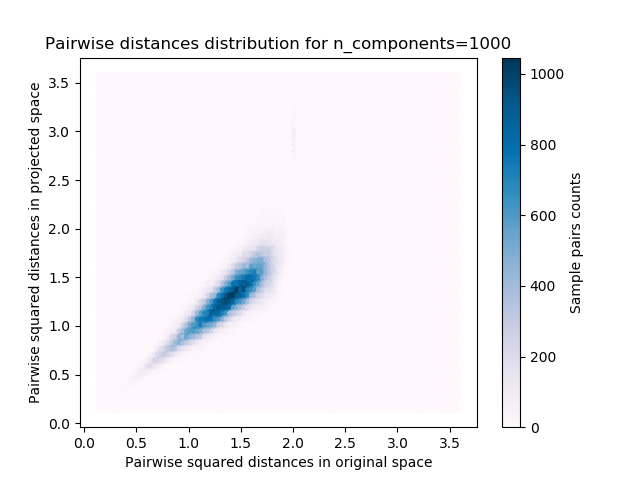 Pairwise distances distribution for n_components=1000
Pairwise squared distances in projected space
3.5
3.0
2.5
2.0
1.5
1.0
0.5
0.0
0.0 0.5 1.0 1.5 2.0 2.5 3.0 3.5
Pairwise squared distances in original space
1000
800
600
400
200
0
Sample pairs counts